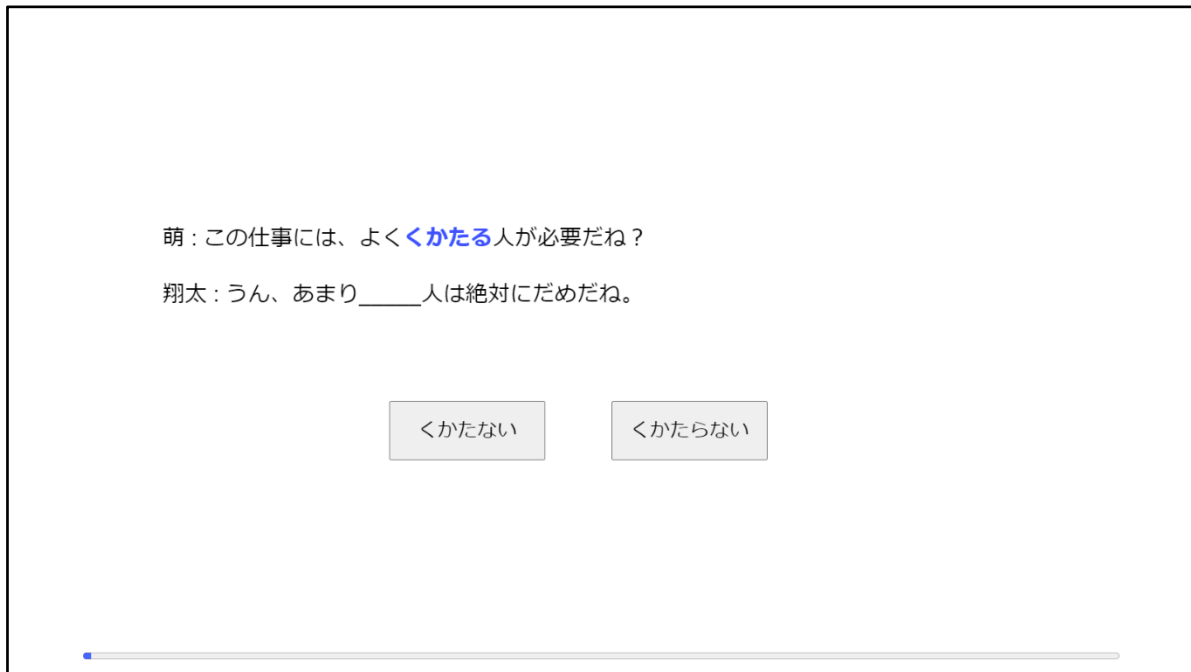 萌 : この仕事には、よくくかたる人が必要だね？
翔太 : うん、あまり_____人は絶対にだめだね。
くかたない
くかたらない